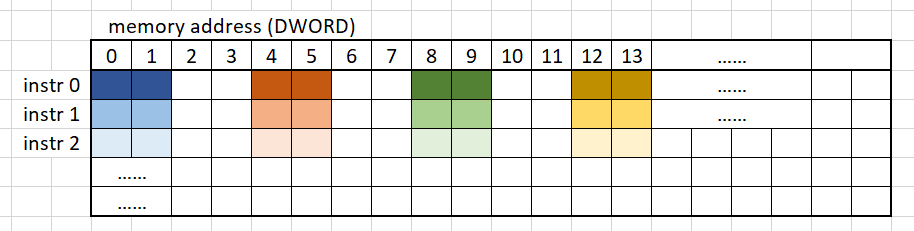 memory address (DWORD)
0 1 2 3 4 5 6 7 8 9 10 11 12 13 ......
instr 0 ......
instr 1 ......
instr 2
......
......